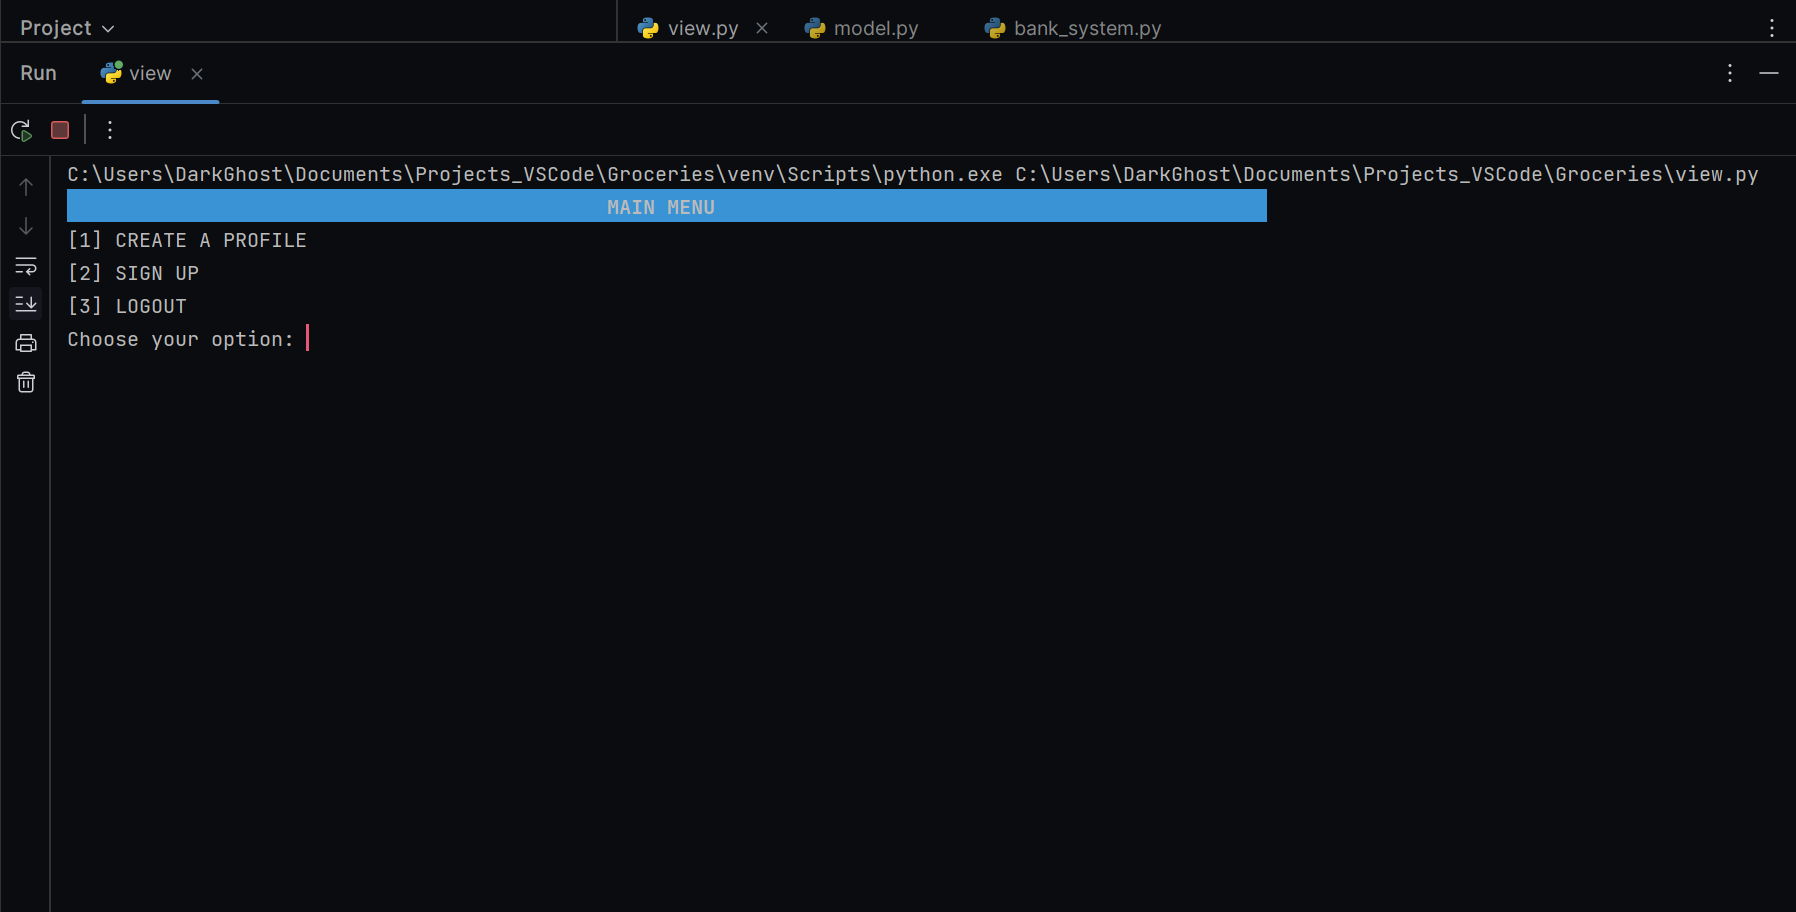 Project
view.py
model.py
bank_system.py
Run
view
C:\Users\DarkGhost\Documents\Projects_VSCode\Groceries\venv\Scripts\python.exe C:\Users\DarkGhost\Documents\Projects_VSCode\Groceries\view.py
MAIN MENU
[1] CREATE A PROFILE
[2] SIGN UP
[3] LOGOUT
Choose your option: